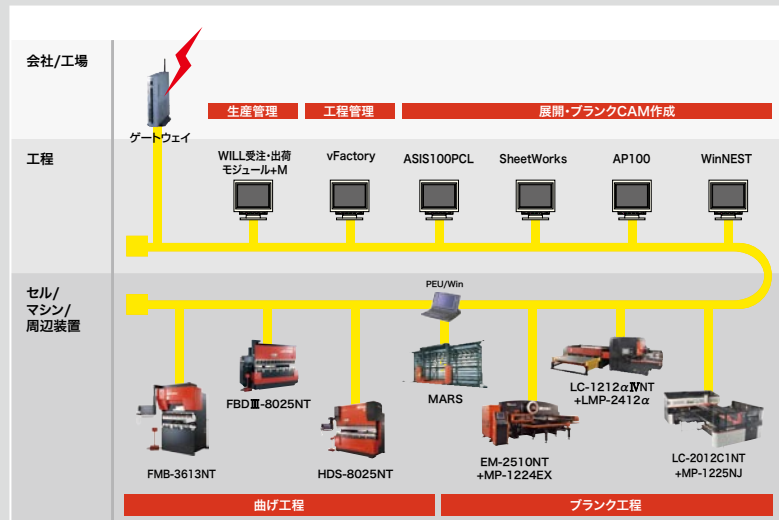 会社/工場
ゲートウェイ
生産管理
工程管理
展開・ブランクCAM作成
工程
WILL受注・出荷
モジュール+M
vFactory
ASIS100PCL
SheetWorks
AP100
WinNEST
セル/
マシン/
周辺装置
PEU/Win
FMB-3613NT
FBDⅢ-8025NT
HDS-8025NT
MARS
EM-2510NT
+MP-1224EX
LC-1212αⅣNT
+LMP-2412α
LC-2012C1NT
+MP-1225NJ
曲げ工程
ブランク工程